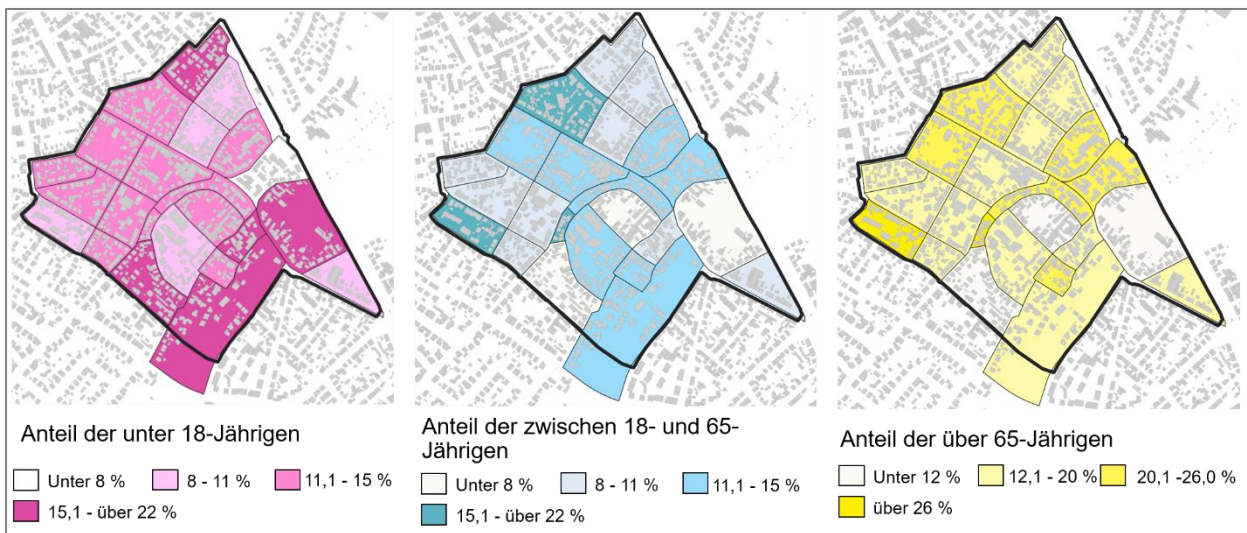 Anteil der unter 18-Jährigen
Unter 8 %
8 - 11 %
11,1 - 15 %
15,1 - über 22 %
Anteil der zwischen 18- und 65-
Jährigen
Unter 8 %
8 - 11 %
11,1 - 15 %
15,1 - über 22 %
Anteil der über 65-Jährigen
Unter 12 %
12,1 - 20 %
20,1 -26,0 %
über 26 %